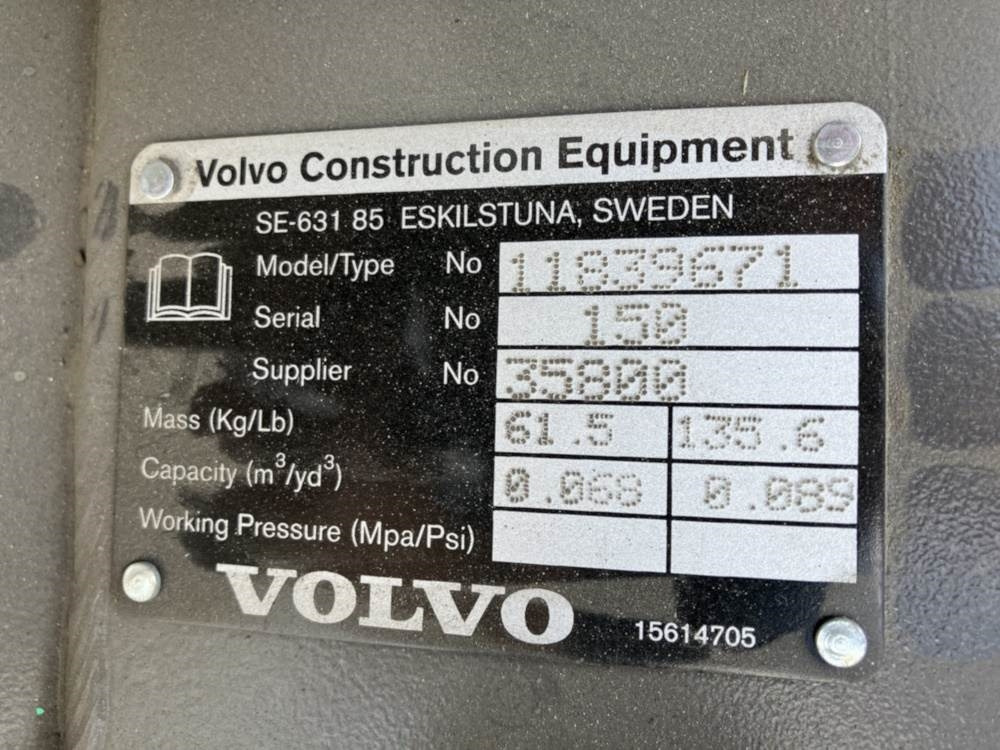 Volvo Construction Equipment
SE-631 85 ESKILSTUNA, SWEDEN
Model/Type No 11839671
Serial No 150
Supplier No 35800
Mass (Kg/Lb) 61.5 135.6
Capacity (m³/yd³) 0.068 0.089
Working Pressure (Mpa/Psi)
VOLVO 15614705